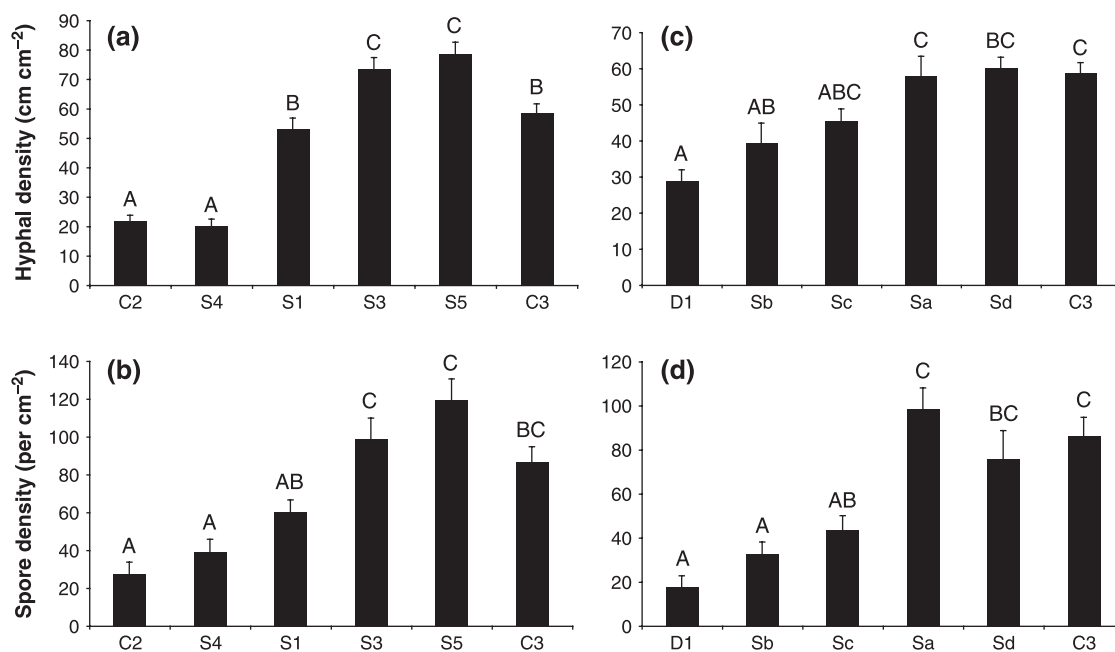 (a)
Hyphal density (cm cm⁻²)
90
80
70
60
50
40
30
20
10
0
A
A
B
C
C
B
C2 S4 S1 S3 S5 C3
(c)
70
60
50
40
30
20
10
0
A
AB
ABC
C
BC
C
D1 Sb Sc Sa Sd C3
(b)
Spore density (per cm⁻²)
140
120
100
80
60
40
20
0
A
A
AB
C
C
BC
C2 S4 S1 S3 S5 C3
(d)
120
100
80
60
40
20
0
A
A
AB
C
BC
C
D1 Sb Sc Sa Sd C3